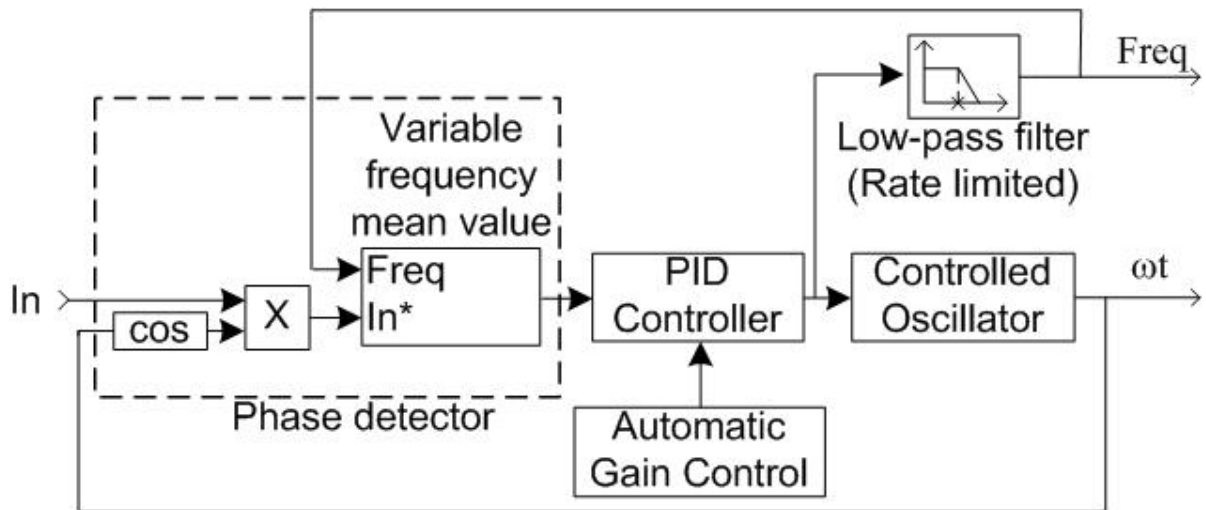 Freq
Low-pass filter
(Rate limited)
Variable
frequency
mean value
Freq
In*
In
cos
X
Phase detector
PID
Controller
Automatic
Gain Control
Controlled
Oscillator
ωt